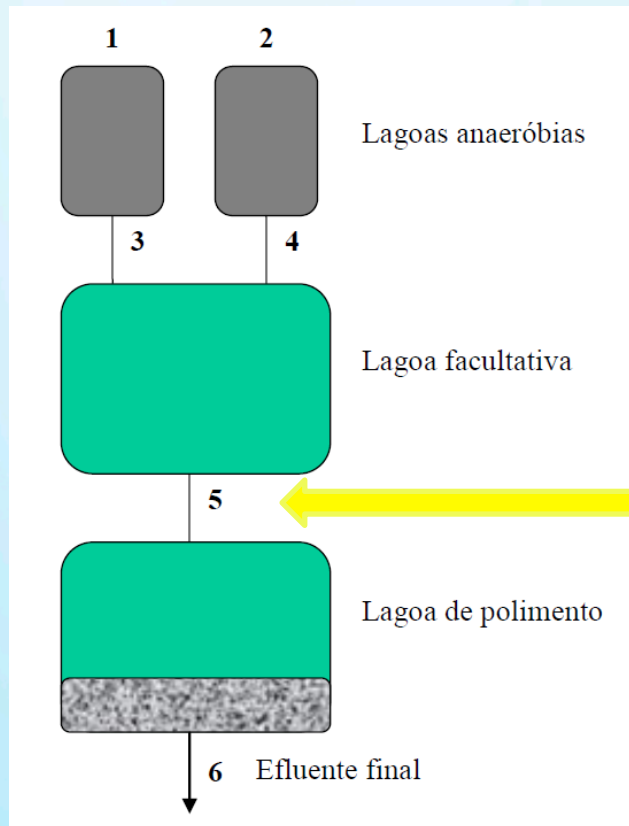 1 2
Lagoas anaeróbias
3 4
Lagoa facultativa
5
Lagoa de polimento
6 Efluente final